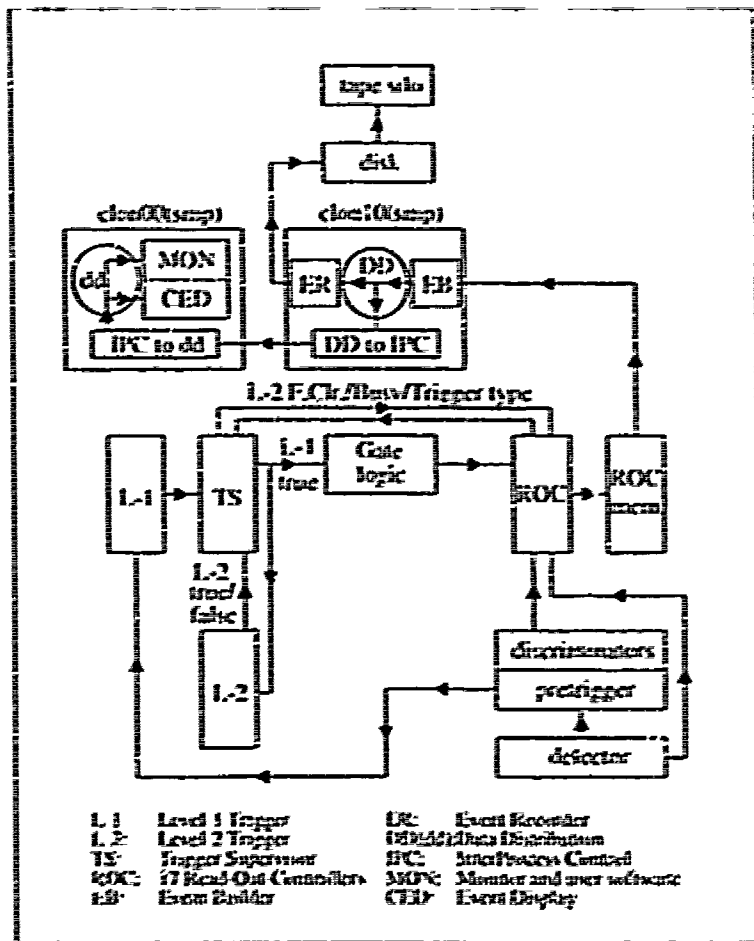 tape silo
disk
clon00(smp)
clon10(smp)
dd
MON
CED
IPC to dd
ER
DD
EB
DD to IPC
L-2 F.Clr./Busy/Trigger type
L-1
TS
L-1
true
Gate
logic
ROC
ROC
mem
L-2
true/
false
L-2
discriminators
pretrigger
detector
L 1 Level 1 Trigger
L 2: Level 2 Trigger
TS: Trigger Supervisor
ROC: 17 Read-Out Controllers
EB: Event Builder
ER: Event Recorder
DD(dd): Data Distribution
IPC: InterProcess Control
MON: Monitor and user software
CED: Event Display